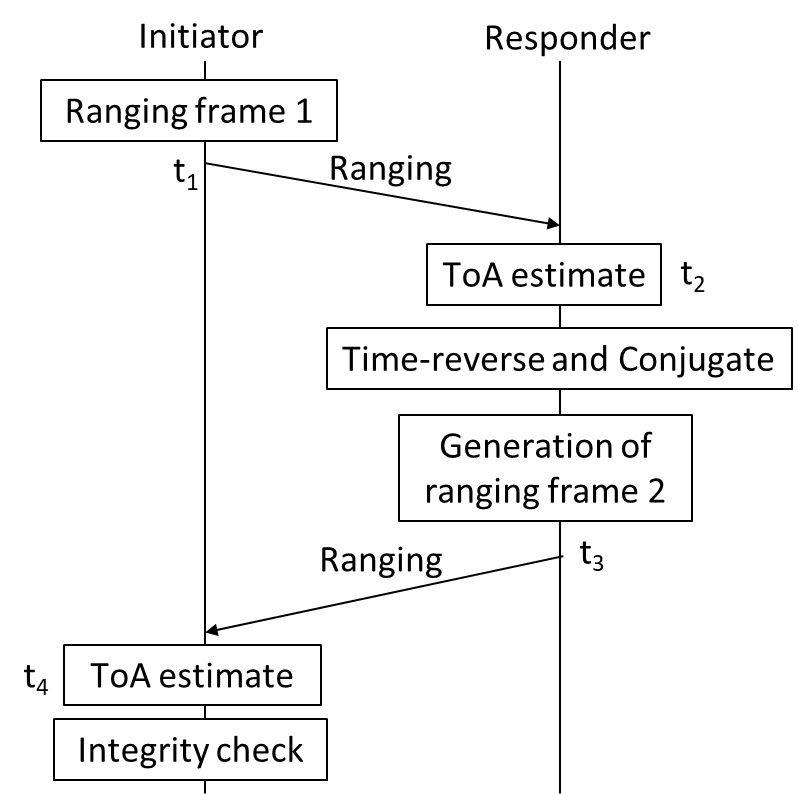 Initiator
Responder
Ranging frame 1
t₁
Ranging
ToA estimate
t₂
Time-reverse and Conjugate
Generation of
ranging frame 2
Ranging
t₃
t₄
ToA estimate
Integrity check